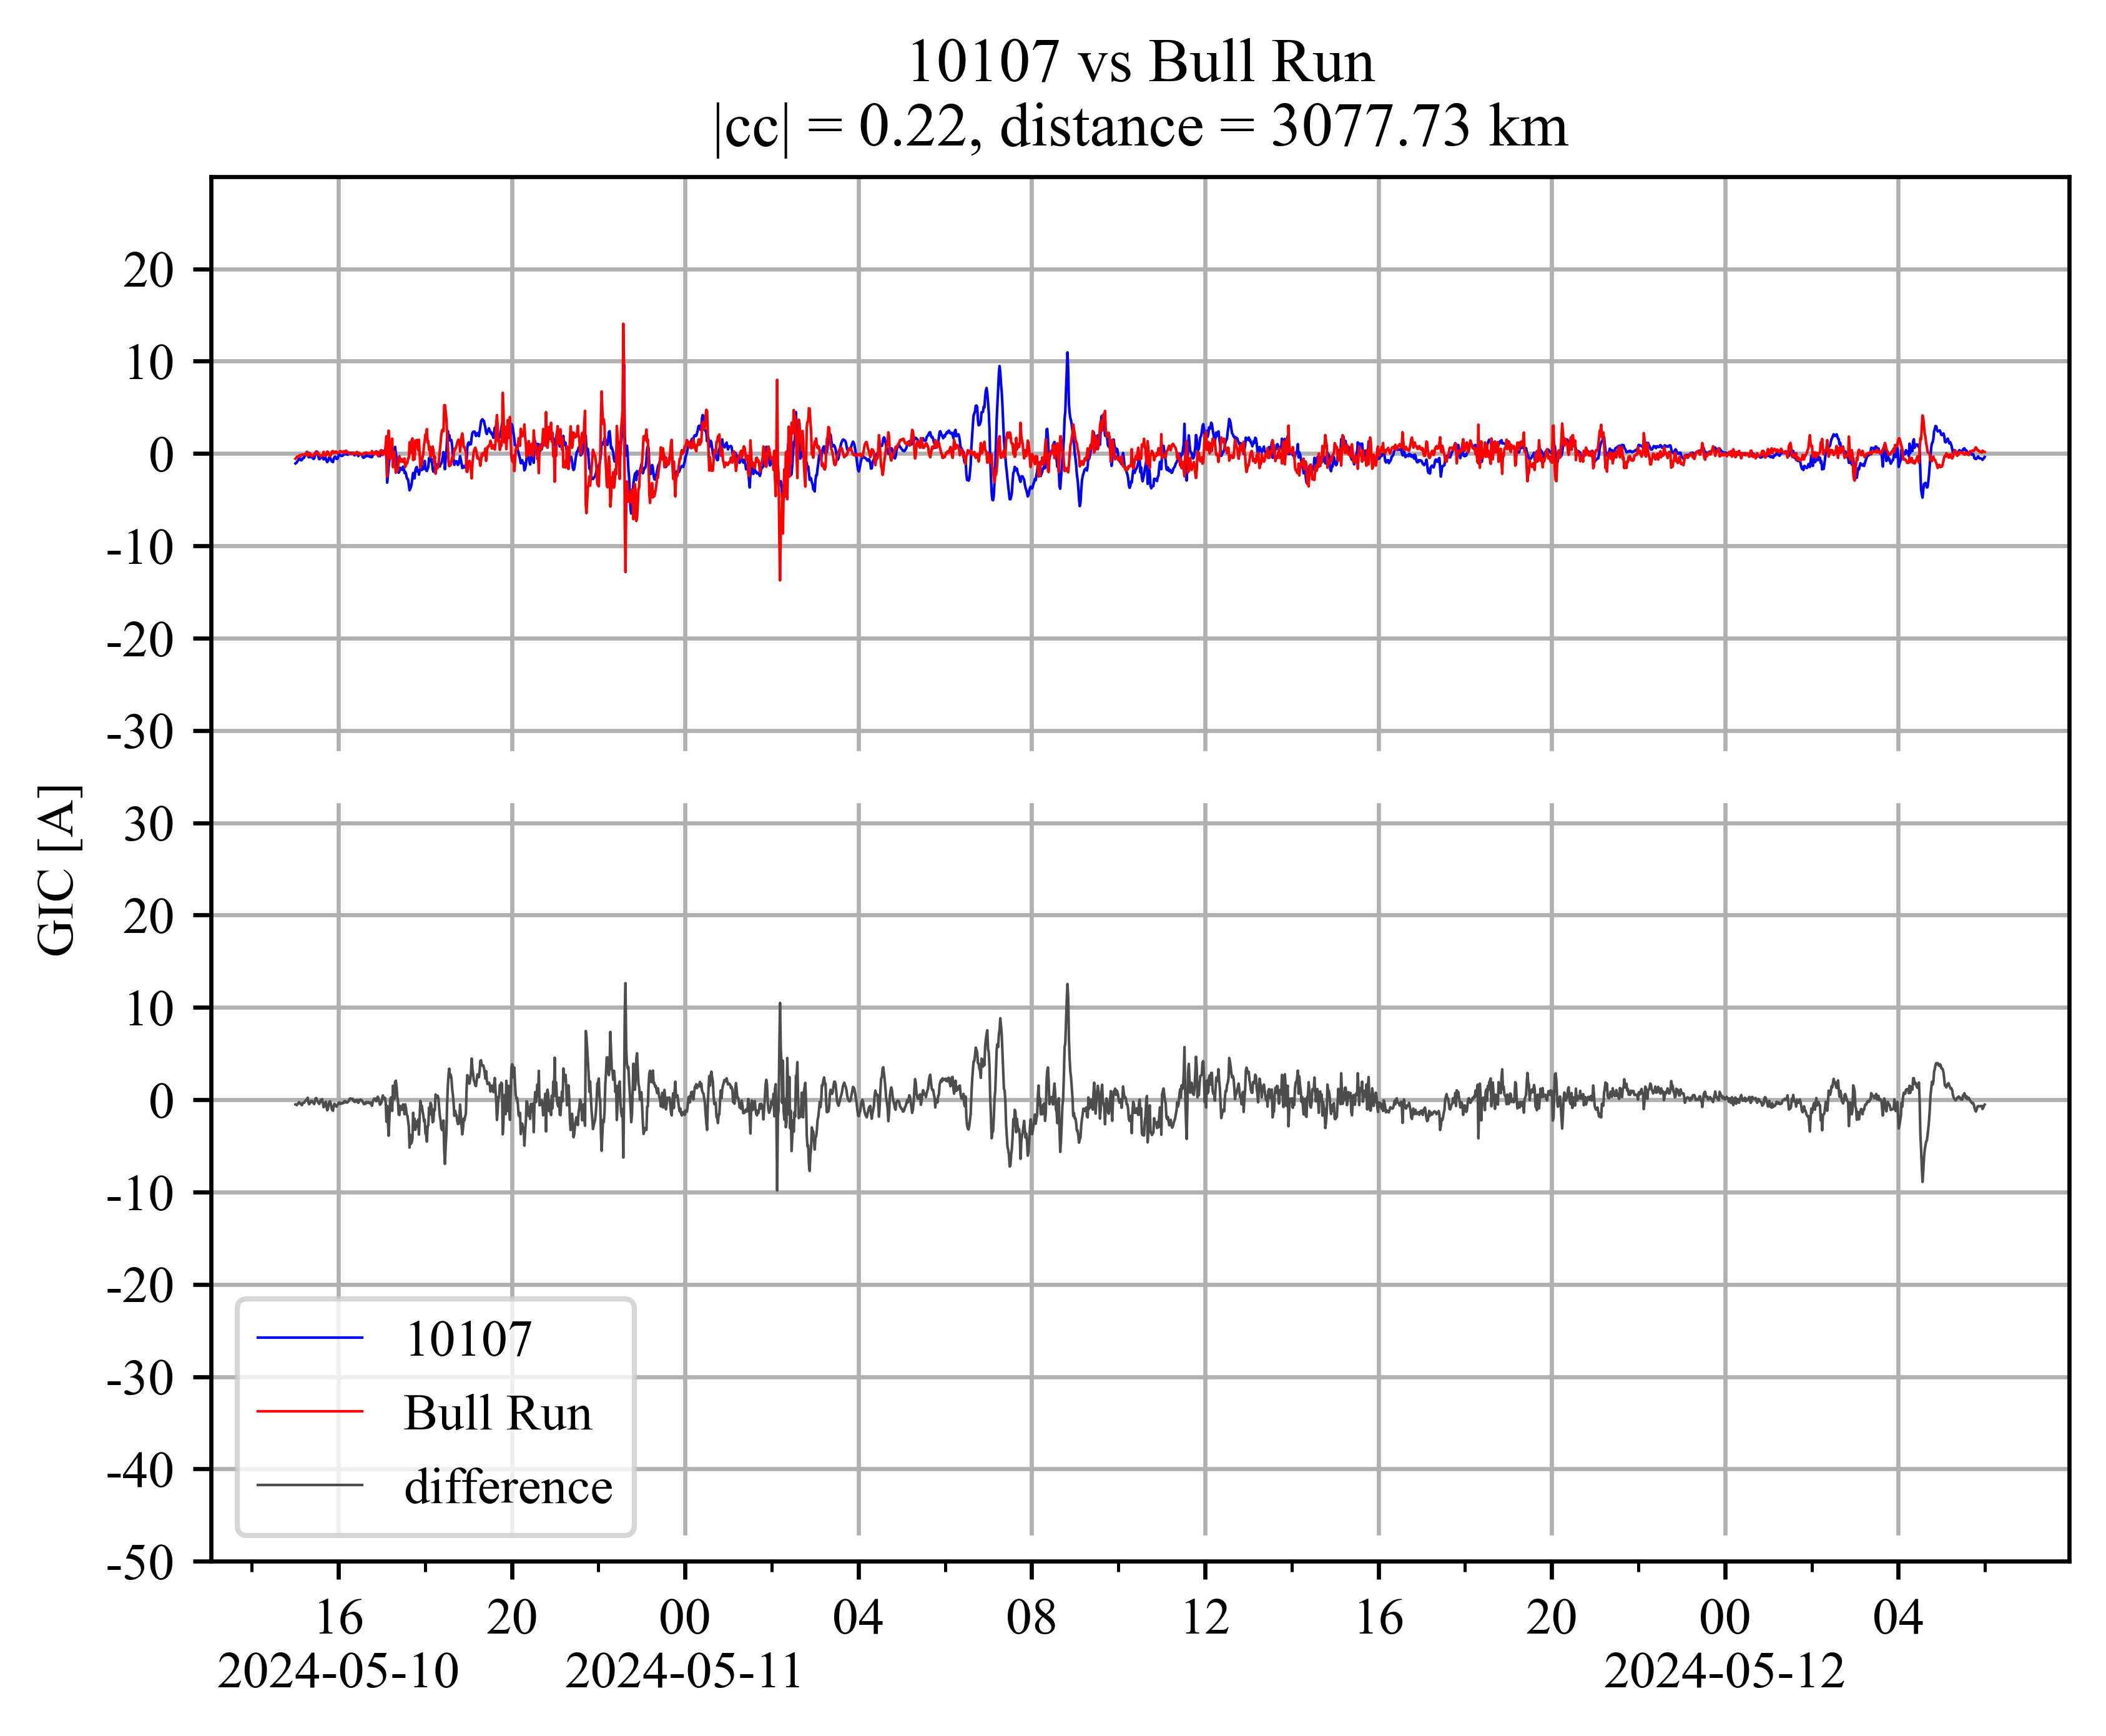 10107 vs Bull Run
|cc| = 0.22, distance = 3077.73 km
GIC [A]
20
10
0
-10
-20
-30
30
20
10
0
-10
-20
-30
-40
-50
10107
Bull Run
difference
16 20 00 04 08 12 16 20 00 04
2024-05-10 2024-05-11 2024-05-12